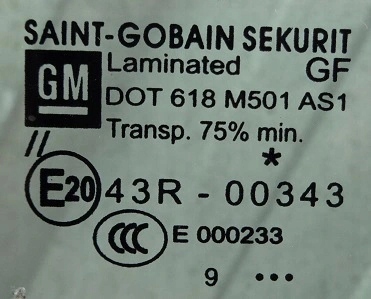 SAINT-GOBAIN SEKURIT
GM Laminated GF
DOT 618 M501 AS1
Transp. 75% min.
// *
E20 43R - 00343
CCC E 000233
9 •••